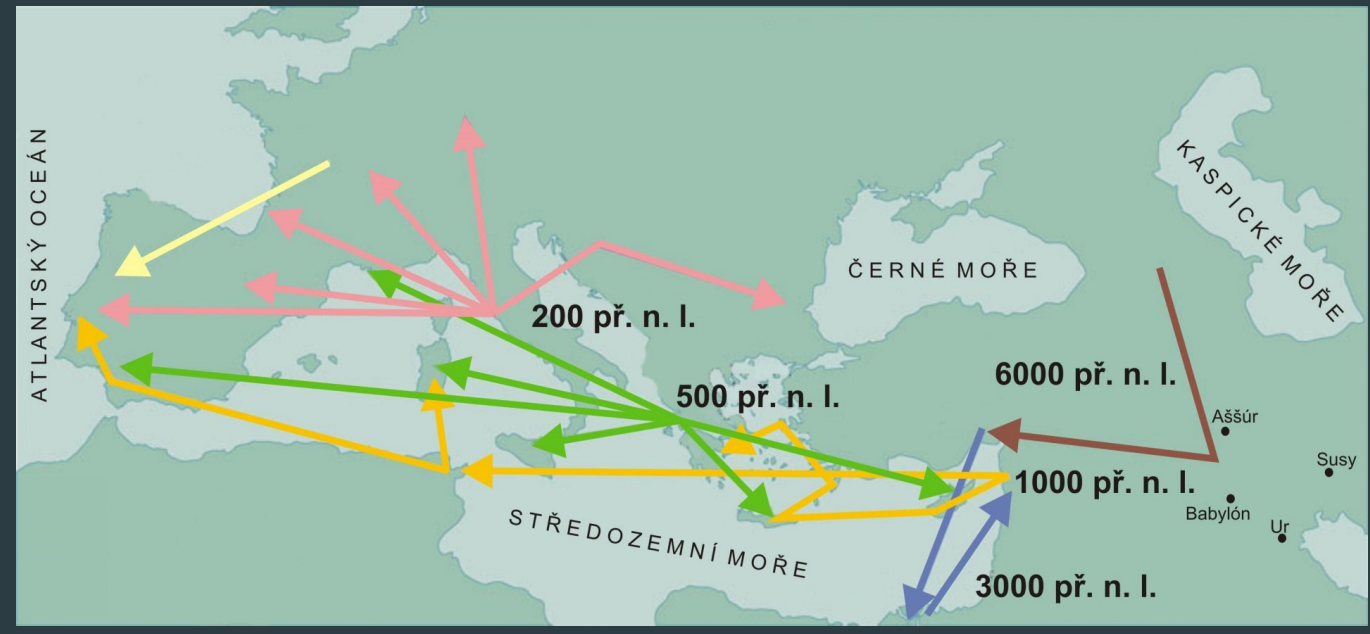 ATLANTSKÝ OCEÁN
KASPICKÉ MOŘE
ČERNÉ MOŘE
200 př. n. l.
6000 př. n. l.
500 př. n. l.
Aššúr
Susy
1000 př. n. l.
Babylón
Ur
STŘEDOZEMNÍ MOŘE
3000 př. n. l.